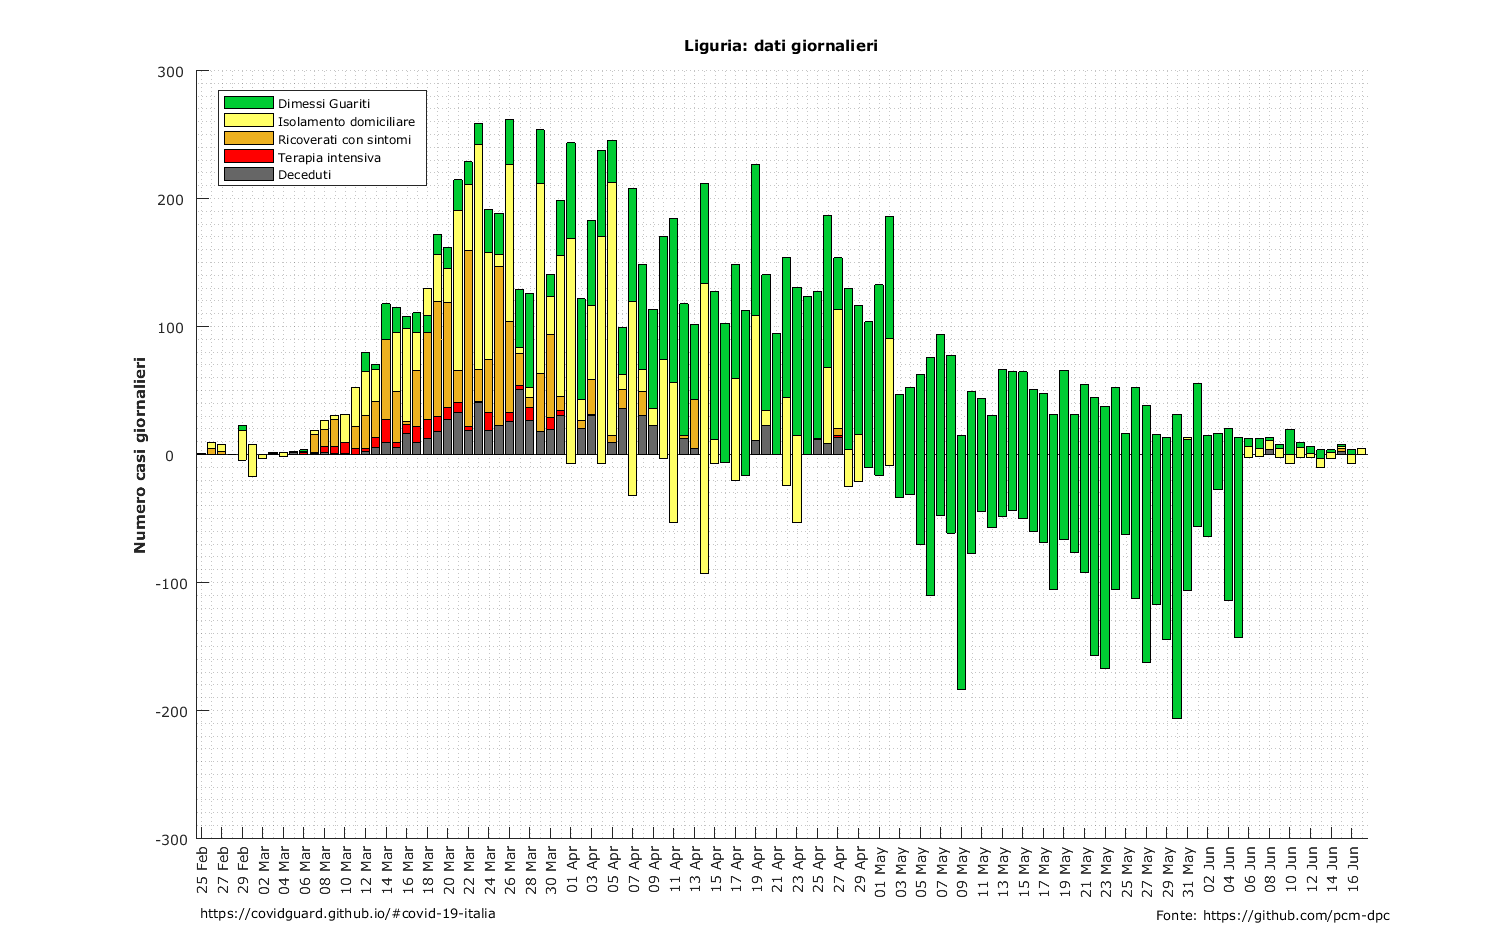 Liguria: dati giornalieri
300
200
100
0
-100
-200
-300
Numero casi giornalieri
Dimessi Guariti
Isolamento domiciliare
Ricoverati con sintomi
Terapia intensiva
Deceduti
25 Feb
27 Feb
29 Feb
02 Mar
04 Mar
06 Mar
08 Mar
10 Mar
12 Mar
14 Mar
16 Mar
18 Mar
20 Mar
22 Mar
24 Mar
26 Mar
28 Mar
30 Mar
01 Apr
03 Apr
05 Apr
07 Apr
09 Apr
11 Apr
13 Apr
15 Apr
17 Apr
19 Apr
21 Apr
23 Apr
25 Apr
27 Apr
29 Apr
01 May
03 May
05 May
07 May
09 May
11 May
13 May
15 May
17 May
19 May
21 May
23 May
25 May
27 May
29 May
31 May
02 Jun
04 Jun
06 Jun
08 Jun
10 Jun
12 Jun
14 Jun
16 Jun
https://covidguard.github.io/#covid-19-italia
Fonte: https://github.com/pcm-dpc